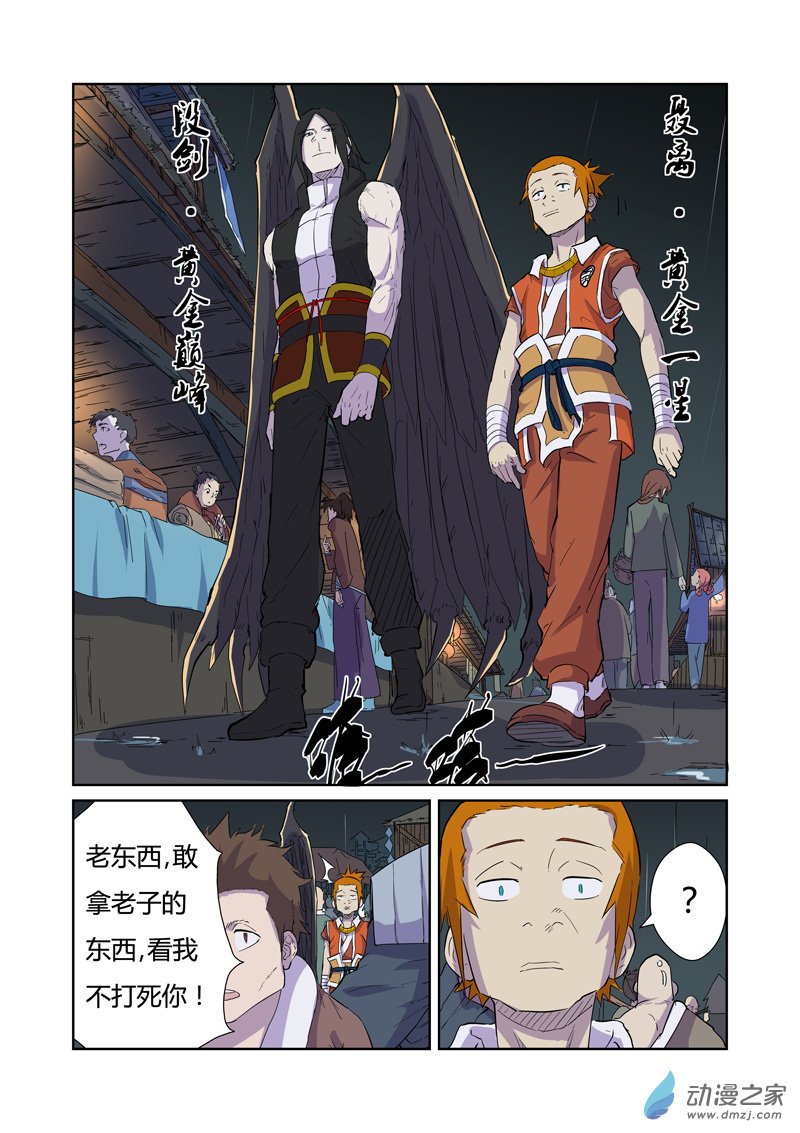 段剑·黄金巅峰
聂离·黄金一星
老东西,敢
拿老子的
东西,看我
不打死你！
？
动漫之家
www.dmzj.com